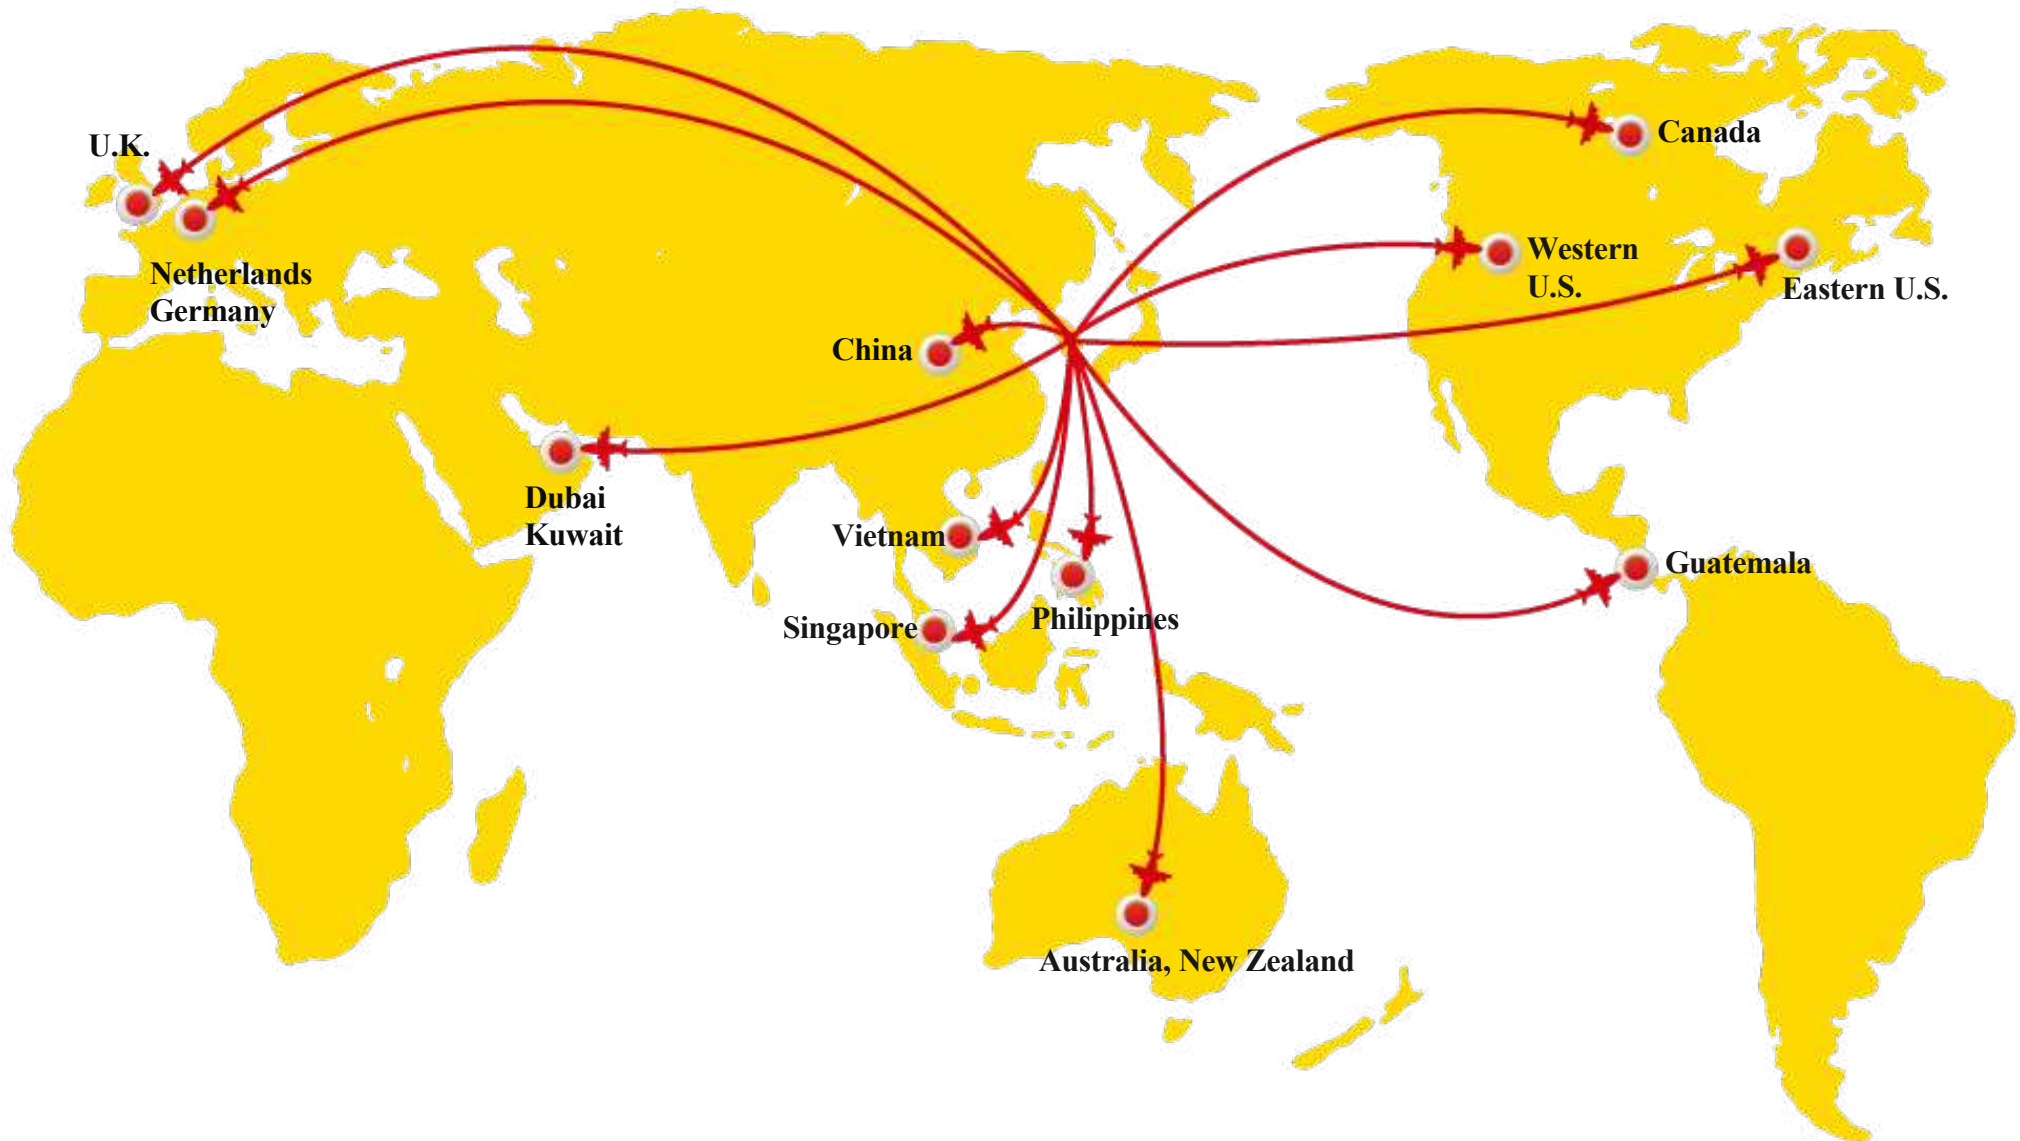 U.K.
Canada
Western
U.S.
Netherlands
Germany
Eastern U.S.
China
Dubai
Kuwait
Vietnam
Guatemala
Singapore
Philippines
Australia, New Zealand